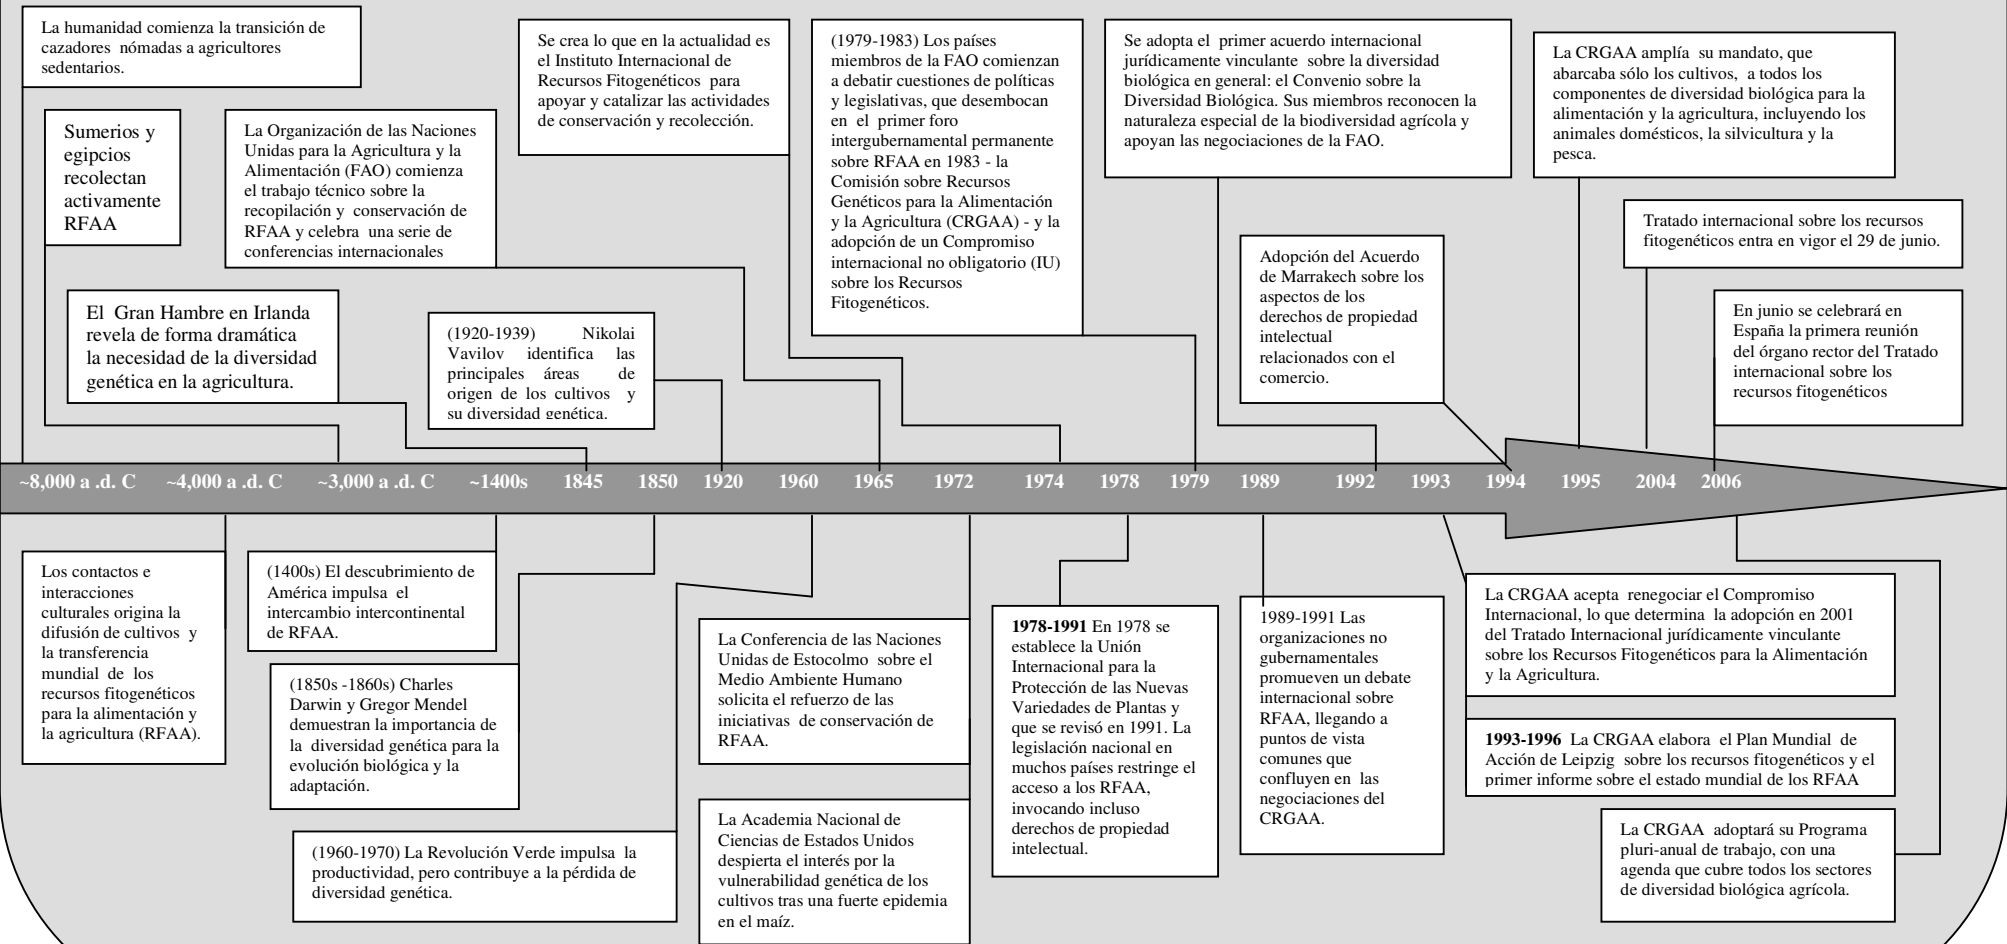 La humanidad comienza la transición de
cazadores nómadas a agricultores
sedentarios.
Sumerios y
egipcios
recolectan
activamente
RFAA
La Organización de las Naciones
Unidas para la Agricultura y la
Alimentación (FAO) comienza
el trabajo técnico sobre la
recopilación y conservación de
RFAA y celebra una serie de
conferencias internacionales
El Gran Hambre en Irlanda
revela de forma dramática
la necesidad de la diversidad
genética en la agricultura.
(1920-1939) Nikolai
Vavilov identifica las
principales áreas de
origen de los cultivos y
su diversidad genética.
Se crea lo que en la actualidad es
el Instituto Internacional de
Recursos Fitogenéticos para
apoyar y catalizar las actividades
de conservación y recolección.
(1979-1983) Los países
miembros de la FAO comienzan
a debatir cuestiones de políticas
y legislativas, que desembocan
en el primer foro
intergubernamental permanente
sobre RFAA en 1983 - la
Comisión sobre Recursos
Genéticos para la Alimentación
y la Agricultura (CRGAA) - y la
adopción de un Compromiso
internacional no obligatorio (IU)
sobre los Recursos
Fitogenéticos.
Se adopta el primer acuerdo internacional
jurídicamente vinculante sobre la diversidad
biológica en general: el Convenio sobre la
Diversidad Biológica. Sus miembros reconocen la
naturaleza especial de la biodiversidad agrícola y
apoyan las negociaciones de la FAO.
Adopción del Acuerdo
de Marrakech sobre los
aspectos de los
derechos de propiedad
intelectual
relacionados con el
comercio.
La CRGAA amplía su mandato, que
abarcaba sólo los cultivos, a todos los
componentes de diversidad biológica para la
alimentación y la agricultura, incluyendo los
animales domésticos, la silvicultura y la
pesca.
Tratado internacional sobre los recursos
fitogenéticos entra en vigor el 29 de junio.
En junio se celebrará en
España la primera reunión
del órgano rector del Tratado
internacional sobre los
recursos fitogenéticos
~8,000 a .d. C ~4,000 a .d. C ~3,000 a .d. C ~1400s 1845 1850 1920 1960 1965 1972 1974 1978 1979 1989 1992 1993 1994 1995 2004 2006
Los contactos e
interacciones
culturales origina la
difusión de cultivos y
la transferencia
mundial de los
recursos fitogenéticos
para la alimentación y
la agricultura (RFAA).
(1400s) El descubrimiento de
América impulsa el
intercambio intercontinental
de RFAA.
(1850s -1860s) Charles
Darwin y Gregor Mendel
demuestran la importancia de
la diversidad genética para la
evolución biológica y la
adaptación.
(1960-1970) La Revolución Verde impulsa la
productividad, pero contribuye a la pérdida de
diversidad genética.
La Conferencia de las Naciones
Unidas de Estocolmo sobre el
Medio Ambiente Humano
solicita el refuerzo de las
iniciativas de conservación de
RFAA.
La Academia Nacional de
Ciencias de Estados Unidos
despierta el interés por la
vulnerabilidad genética de los
cultivos tras una fuerte epidemia
en el maíz.
1978-1991 En 1978 se
establece la Unión
Internacional para la
Protección de las Nuevas
Variedades de Plantas y
que se revisó en 1991. La
legislación nacional en
muchos países restringe el
acceso a los RFAA,
invocando incluso
derechos de propiedad
intelectual.
1989-1991 Las
organizaciones no
gubernamentales
promueven un debate
internacional sobre
RFAA, llegando a
puntos de vista
comunes que
confluyen en las
negociaciones del
CRGAA.
La CRGAA acepta renegociar el Compromiso
Internacional, lo que determina la adopción en 2001
del Tratado Internacional jurídicamente vinculante
sobre los Recursos Fitogenéticos para la Alimentación
y la Agricultura.
1993-1996 La CRGAA elabora el Plan Mundial de
Acción de Leipzig sobre los recursos fitogenéticos y el
primer informe sobre el estado mundial de los RFAA
La CRGAA adoptará su Programa
pluri-anual de trabajo, con una
agenda que cubre todos los sectores
de diversidad biológica agrícola.